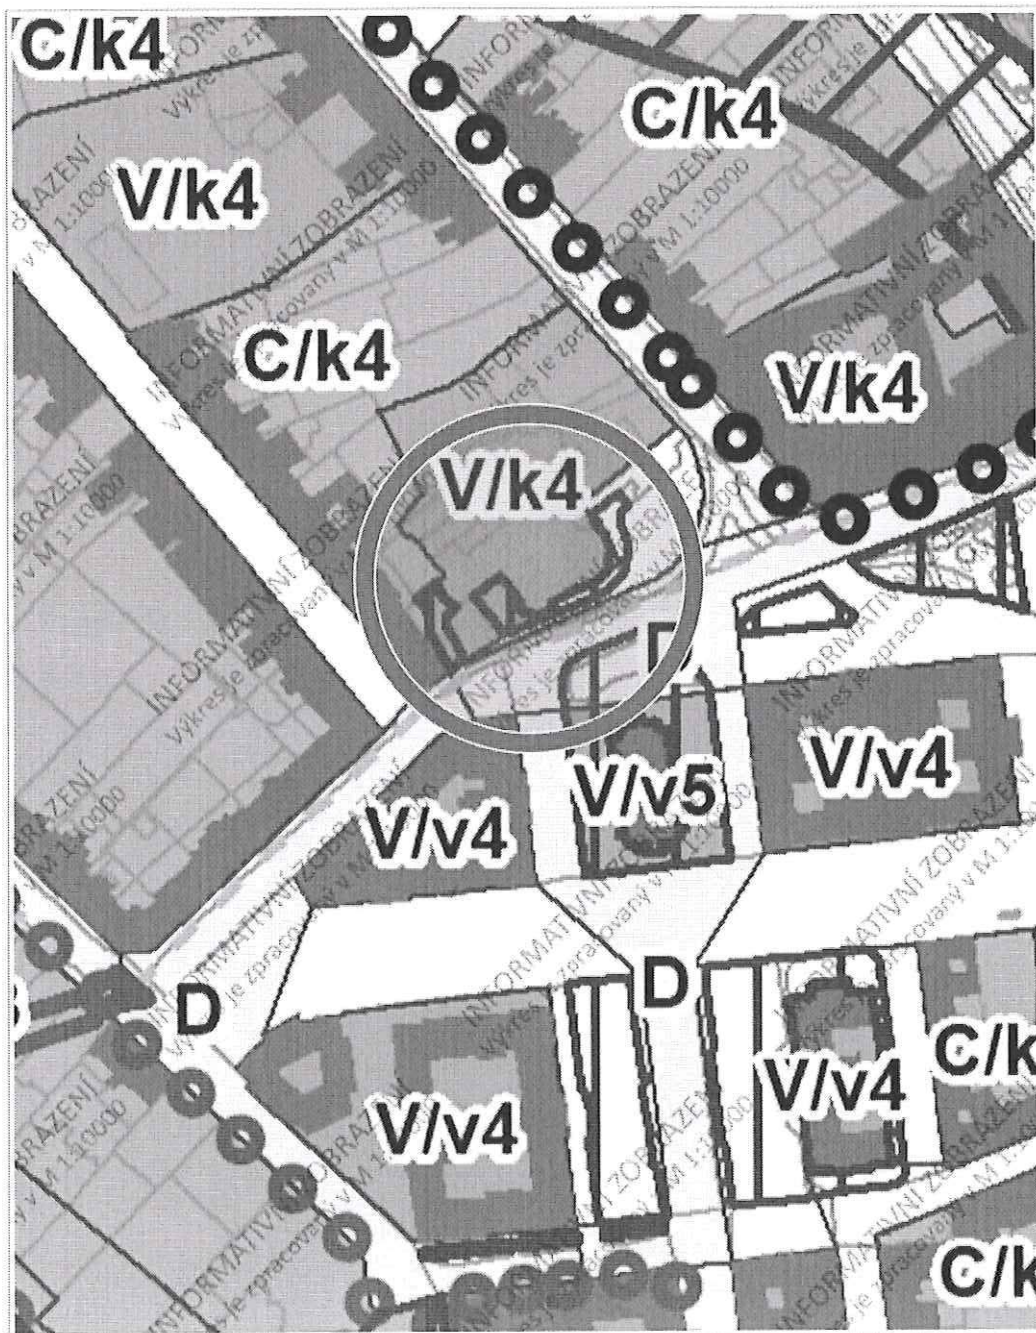 C/k4
C/k4
V/k4
C/k4
V/k4
V/k4
D
V/v5
V/v4
V/v4
D
D
C/k
V/v4
V/v4
C/k
INFORMATIVNÍ ZOBRAZENÍ
Výkres je zpracovaný v M 1:10000